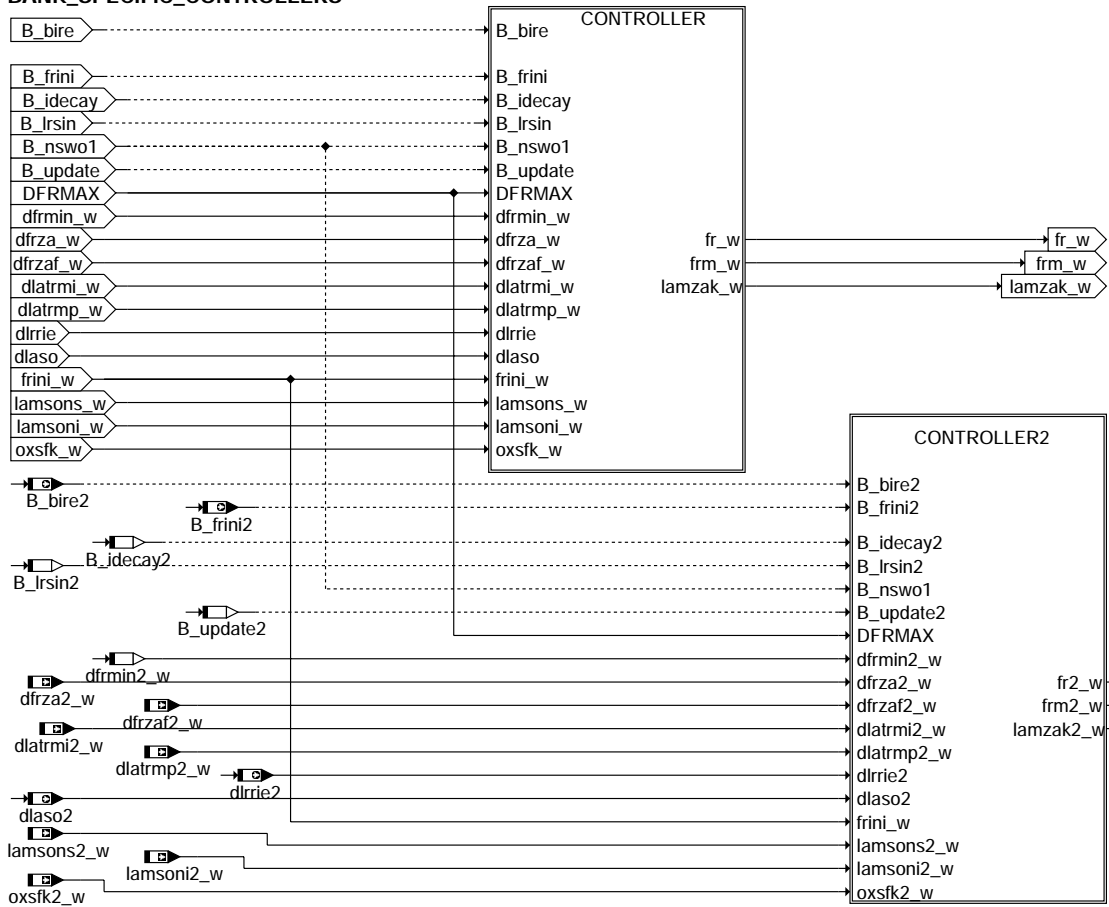 BANK_SPECIFIC_CONTROLLERS
CONTROLLER
B_bire B_bire
B_frini B_frini
B_idecay B_idecay
B_lrsin B_lrsin
B_nswo1 B_nswo1
B_update B_update
DFRMAX DFRMAX
dfrmin_w dfrmin_w
dfrza_w dfrza_w fr_w fr_w
dfrzaf_w dfrzaf_w frm_w frm_w
dlatrmi_w dlatrmi_w lamzak_w lamzak_w
dlatrmp_w dlatrmp_w
dlrrie dlrrie
dlaso dlaso
frini_w frini_w
lamsons_w lamsons_w
lamsoni_w lamsoni_w
oxsfk_w oxsfk_w
CONTROLLER2
B_bire2 B_bire2
B_frini2 B_frini2
B_idecay2 B_idecay2
B_lrsin2 B_lrsin2
B_nswo1
B_update2 B_update2
DFRMAX
dfrmin2_w dfrmin2_w
dfrza2_w dfrza2_w fr2_w
dfrzaf2_w dfrzaf2_w frm2_w
dlatrmi2_w dlatrmi2_w lamzak2_w
dlatrmp2_w dlatrmp2_w
dlrrie2 dlrrie2
dlaso2 dlaso2
frini_w
lamsons2_w lamsons2_w
lamsoni2_w lamsoni2_w
oxsfk2_w oxsfk2_w